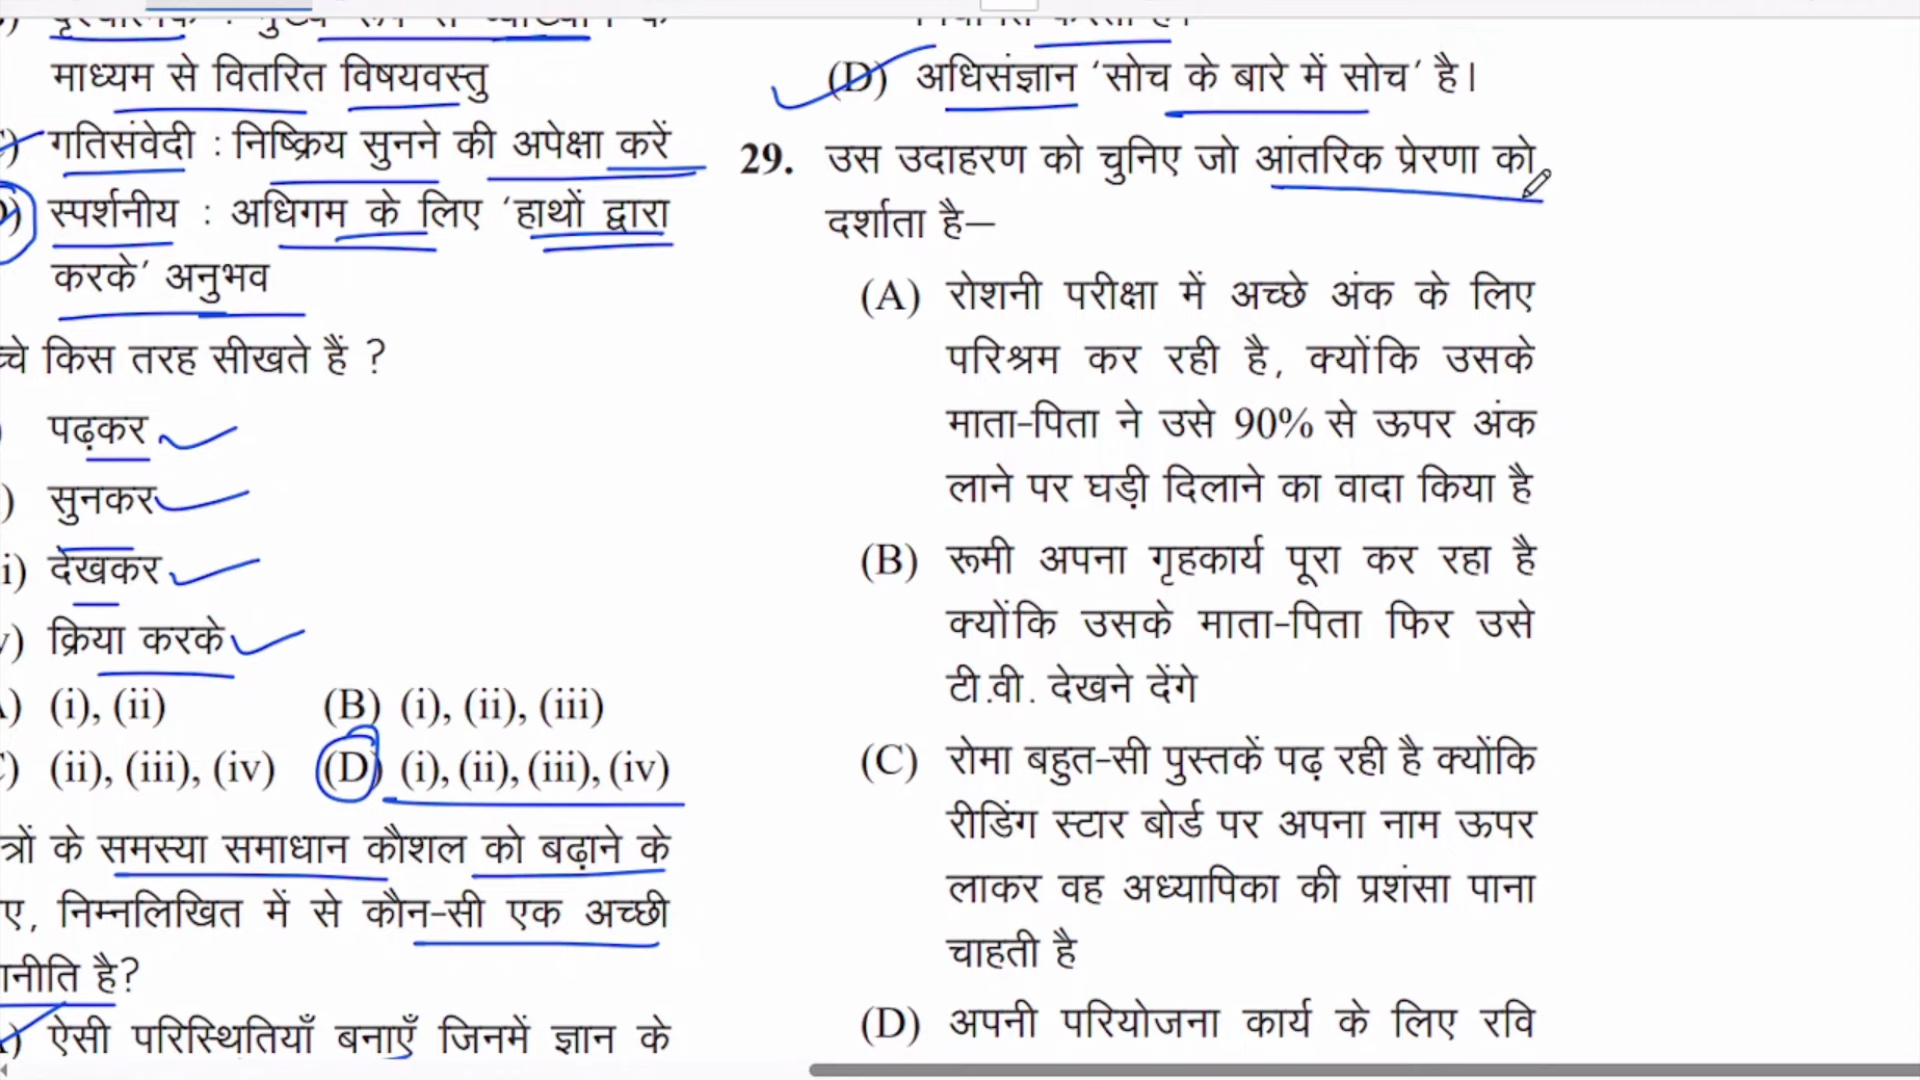 माध्यम से वितरित विषयवस्तु
गतिसंवेदी : निष्क्रिय सुनने की अपेक्षा करें
स्पर्शनीय : अधिगम के लिए ‘हाथों द्वारा
करके’ अनुभव
किस तरह सीखते हैं ?
पढ़कर
सुनकर
देखकर
क्रिया करके
(i), (ii)
(B) (i), (ii), (iii)
(ii), (iii), (iv)
(D) (i), (ii), (iii), (iv)
के समस्या समाधान कौशल को बढ़ाने के
निम्नलिखित में से कौन-सी एक अच्छी
है?
ऐसी परिस्थितियाँ बनाएँ जिनमें ज्ञान के
करता है।
(D) अधिसंज्ञान ‘सोच के बारे में सोच’ है।
29. उस उदाहरण को चुनिए जो आंतरिक प्रेरणा को
दर्शाता है—
(A) रोशनी परीक्षा में अच्छे अंक के लिए
परिश्रम कर रही है, क्योंकि उसके
माता-पिता ने उसे 90% से ऊपर अंक
लाने पर घड़ी दिलाने का वादा किया है
(B) रूमी अपना गृहकार्य पूरा कर रहा है
क्योंकि उसके माता-पिता फिर उसे
टी.वी. देखने देंगे
(C) रोमा बहुत-सी पुस्तकें पढ़ रही है क्योंकि
रीडिंग स्टार बोर्ड पर अपना नाम ऊपर
लाकर वह अध्यापिका की प्रशंसा पाना
चाहती है
(D) अपनी परियोजना कार्य के लिए रवि